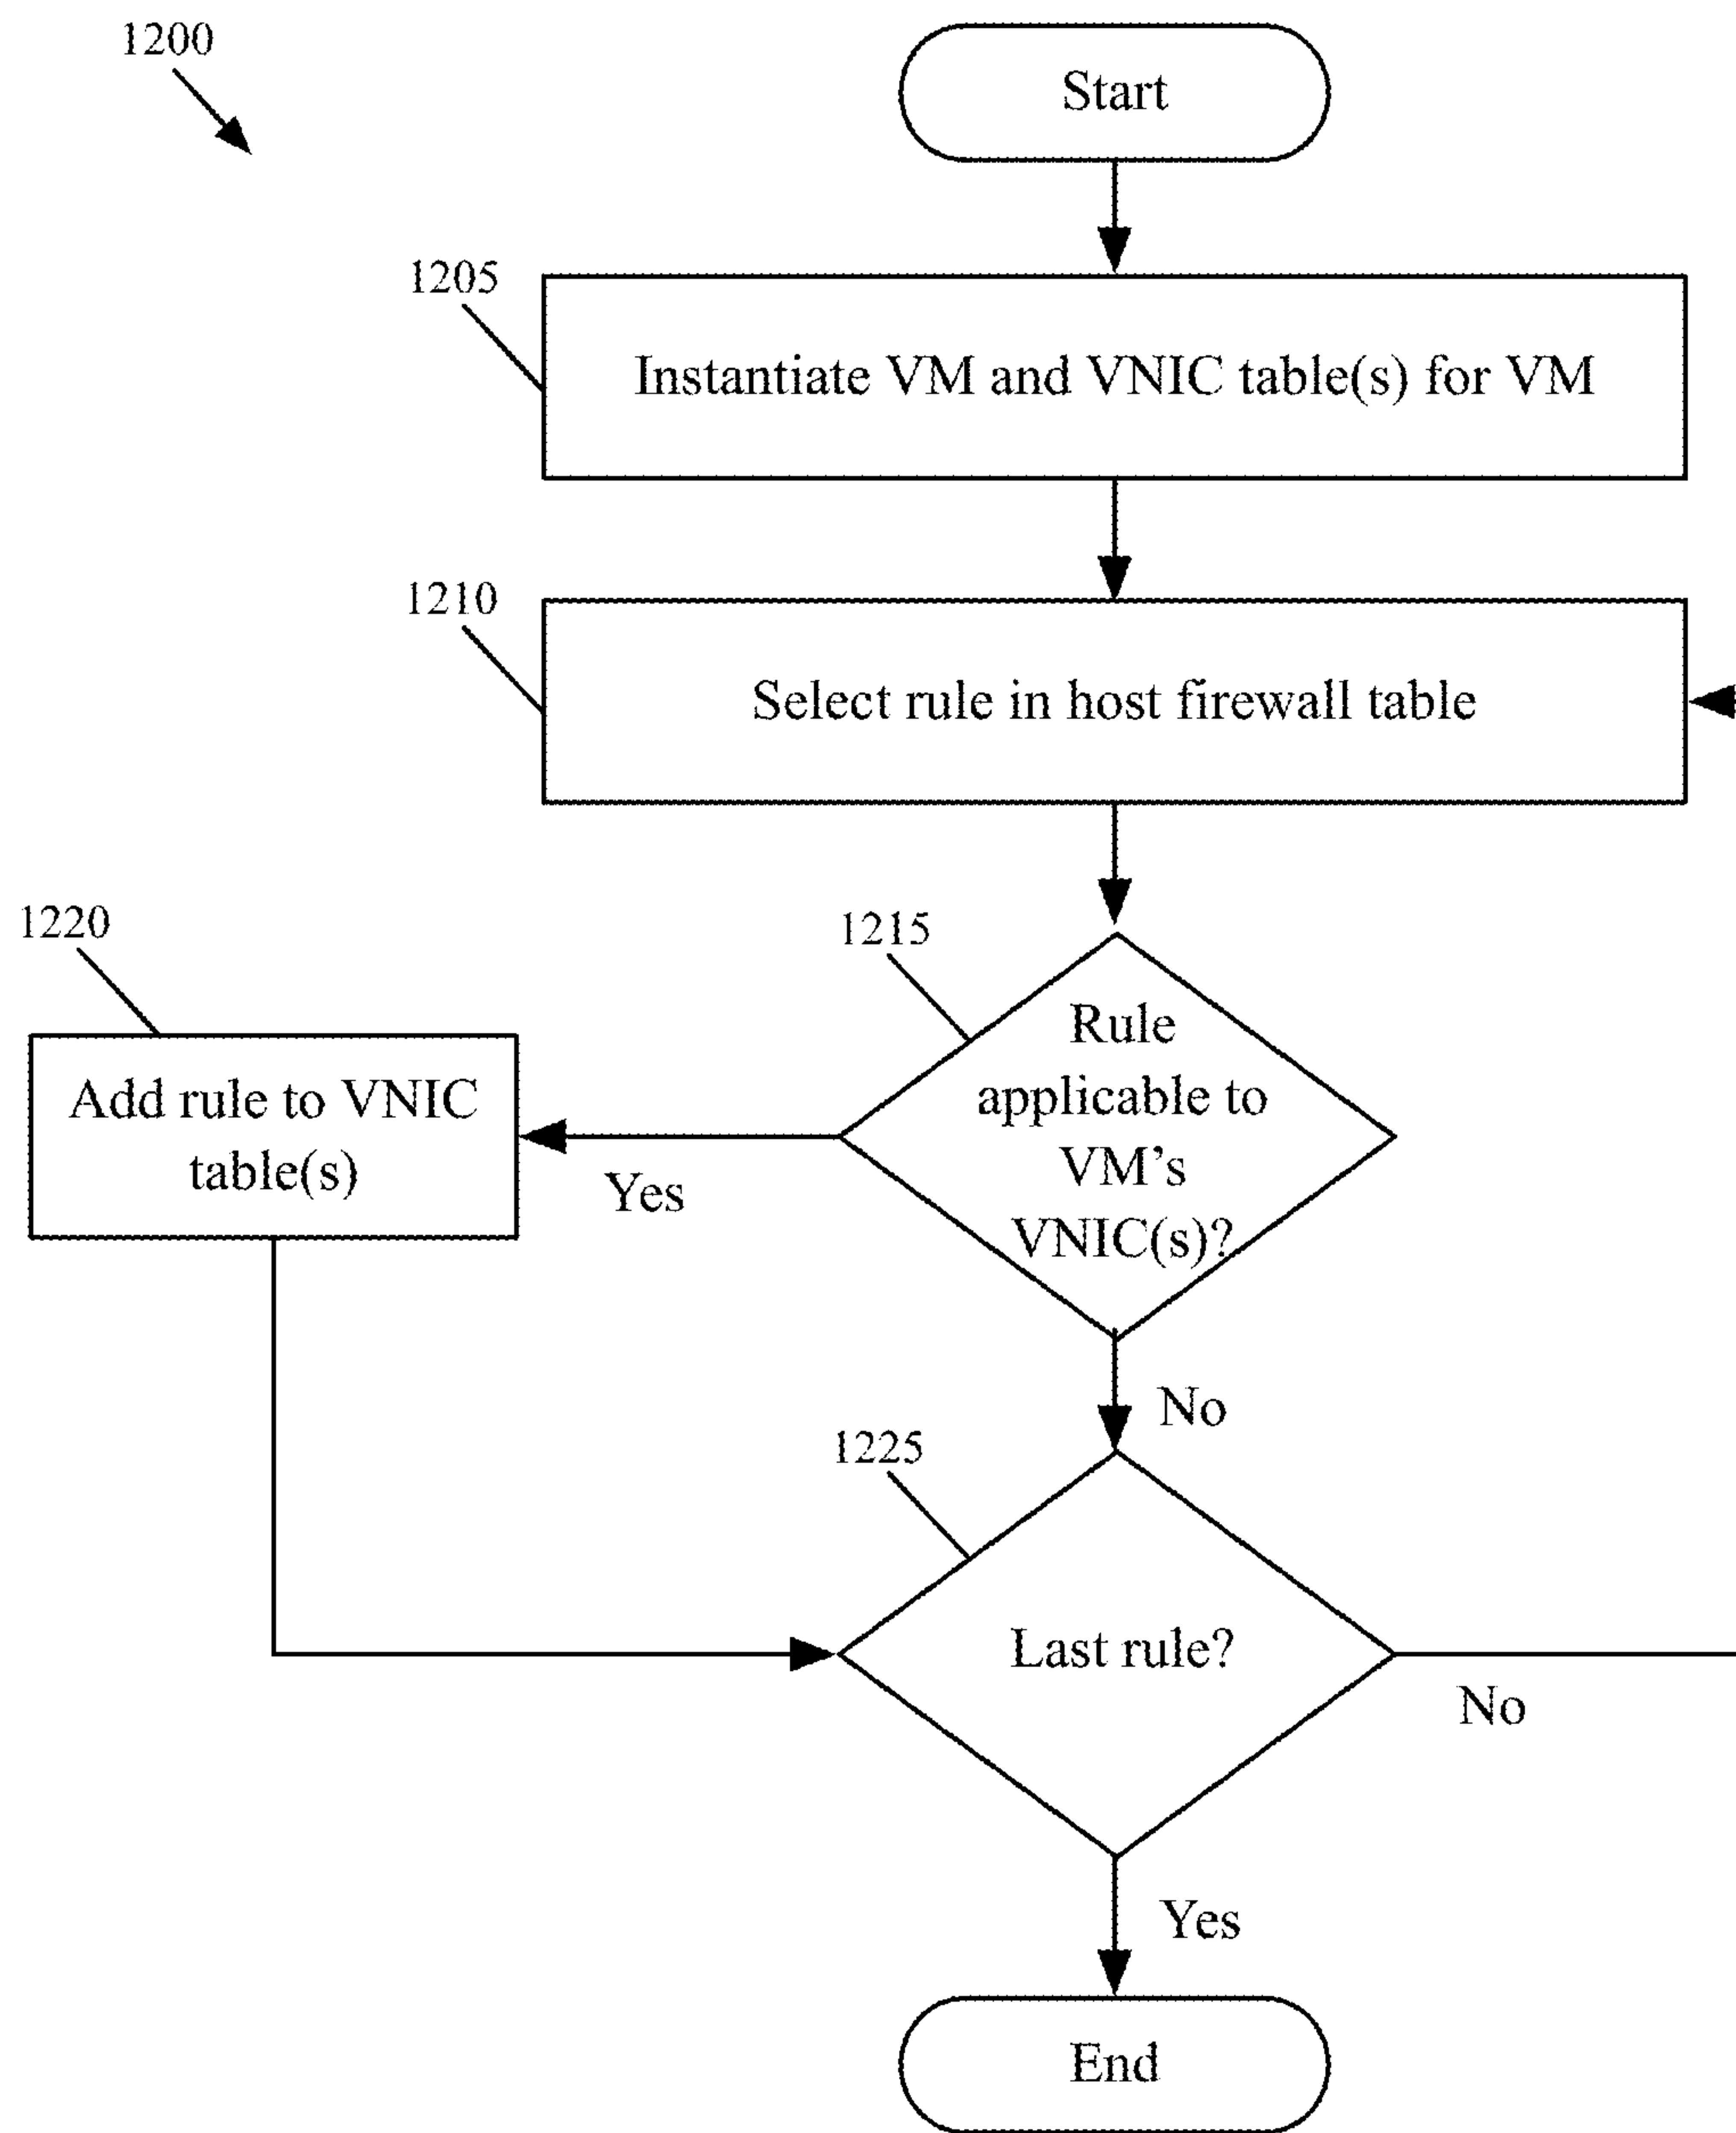 1200
Start
1205
Instantiate VM and VNIC table(s) for VM
1210
Select rule in host firewall table
1220
1215
Rule
applicable to
VM’s
VNIC(s)?
Add rule to VNIC
table(s)
Yes
No
1225
Last rule?
No
Yes
End